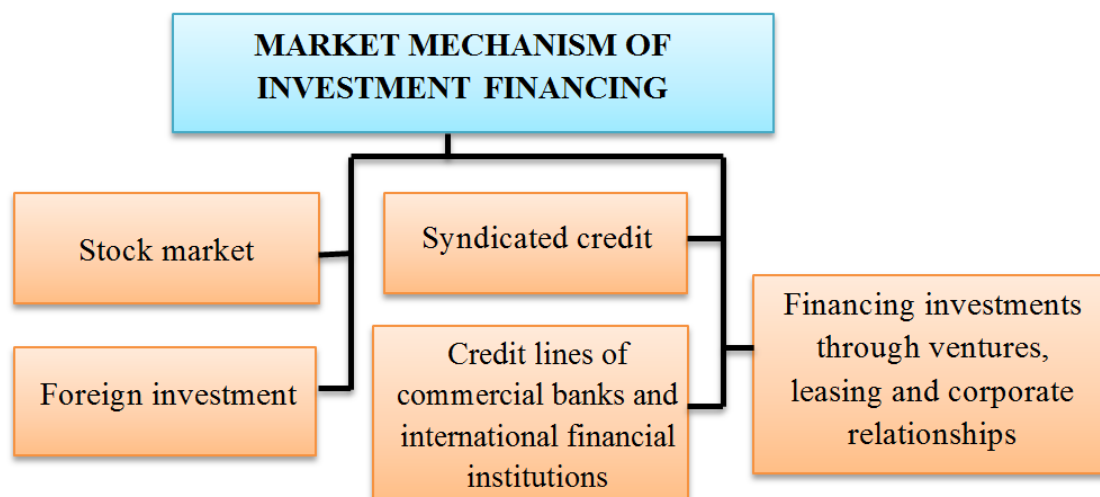 MARKET MECHANISM OF
INVESTMENT FINANCING
Stock market
Syndicated credit
Foreign investment
Credit lines of
commercial banks and
international financial
institutions
Financing investments
through ventures,
leasing and corporate
relationships